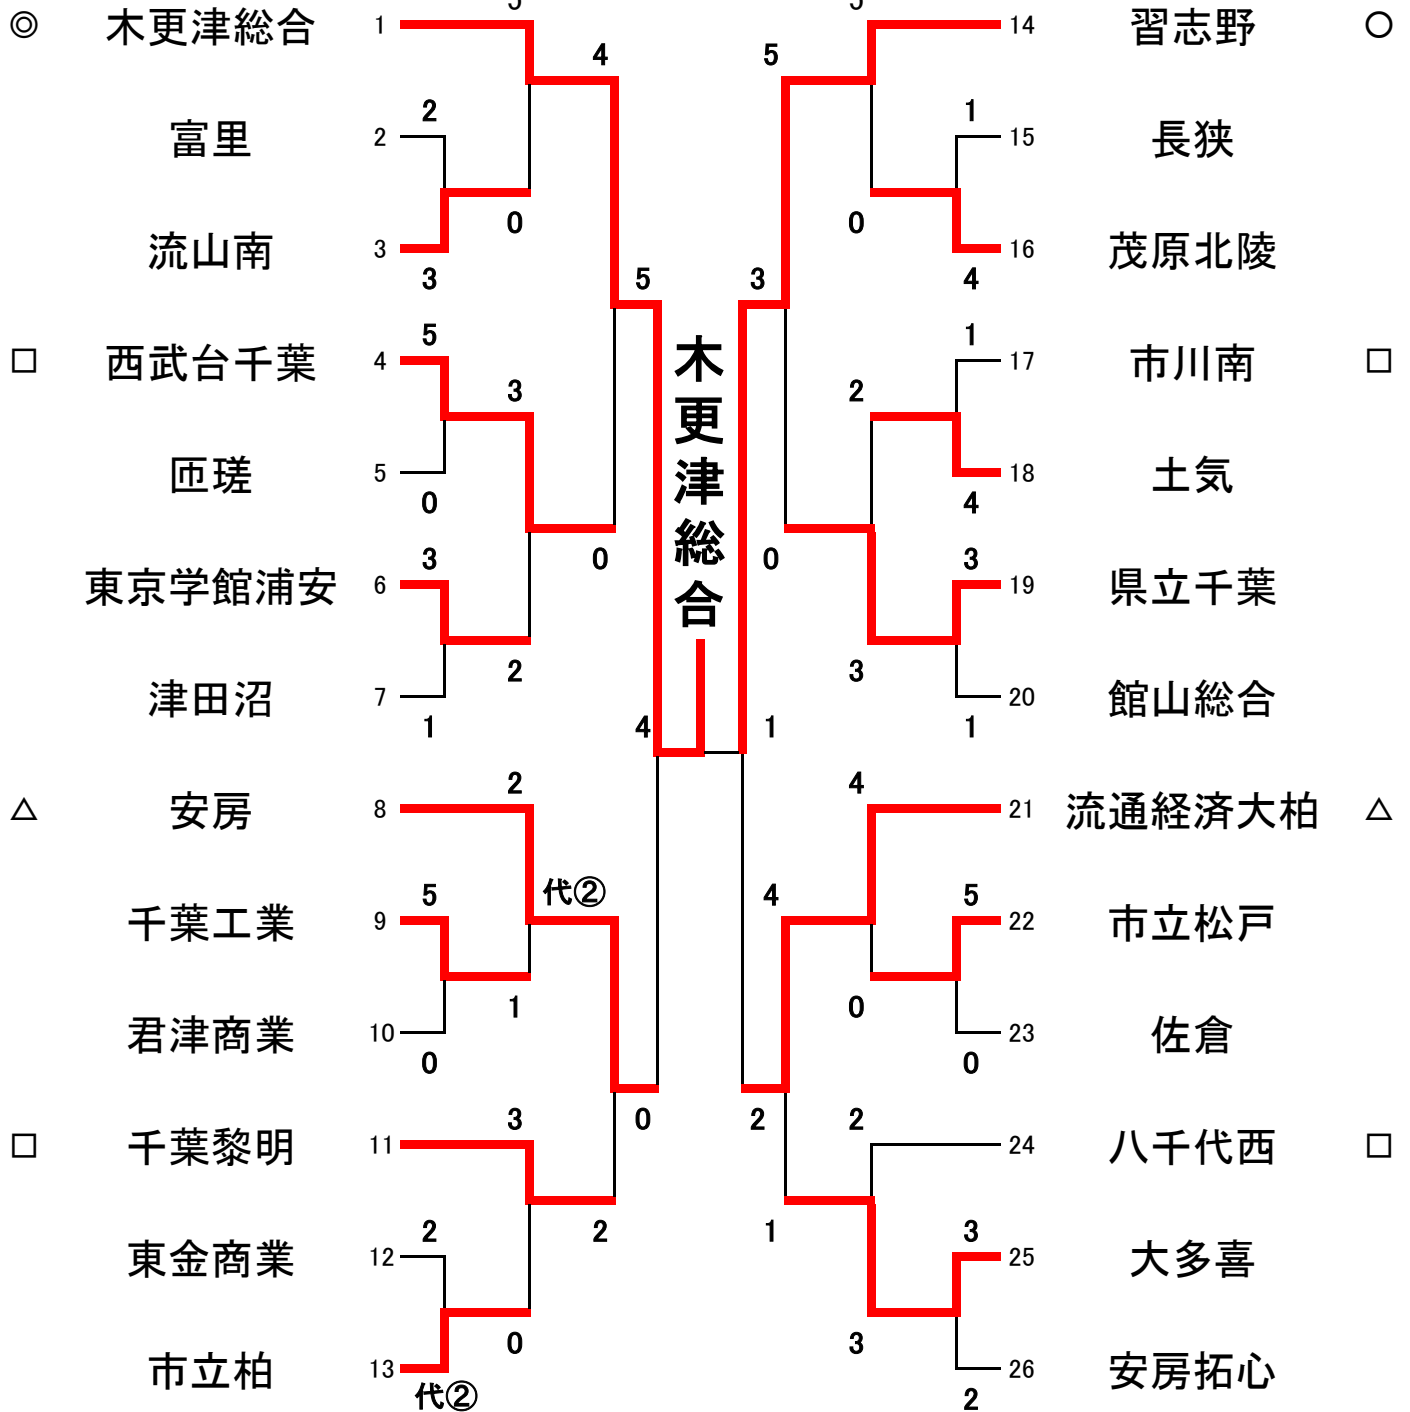 5 5
◎ 木更津総合 1 14 習志野 ○
4 5
2 1
富里 2 15 長狭
0 0
流山南 3 16 茂原北陵
3 5 3 4
5 1
□ 西武台千葉 4 17 市川南 □
3 2
匝瑳 5 18 土気
0 4
木更津総合
3 0 0 3
東京学館浦安 6 19 県立千葉
2 3
津田沼 7 20 館山総合
1 4 1 1
2 4
△ 安房 8 21 流通経済大柏 △
5 代② 4 5
千葉工業 9 22 市立松戸
1 0
君津商業 10 23 佐倉
0 0
3 0 2 2
□ 千葉黎明 11 24 八千代西 □
2 2 1 3
東金商業 12 25 大多喜
0 3
市立柏 13 26 安房拓心
代② 2